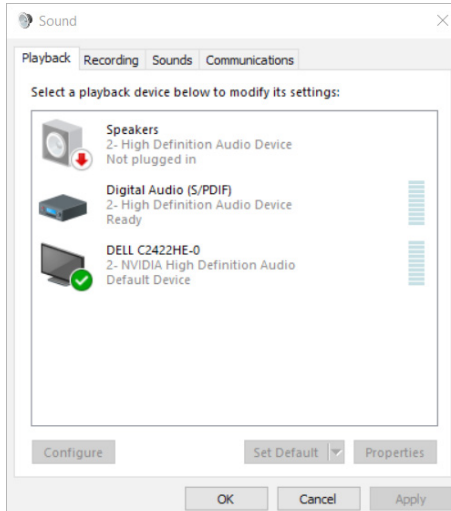 Sound
Playback Recording Sounds Communications
Select a playback device below to modify its settings:
Speakers
2- High Definition Audio Device
Not plugged in
Digital Audio (S/PDIF)
2- High Definition Audio Device
Ready
DELL C2422HE-0
2- NVIDIA High Definition Audio
Default Device
Configure Set Default Properties
OK Cancel Apply